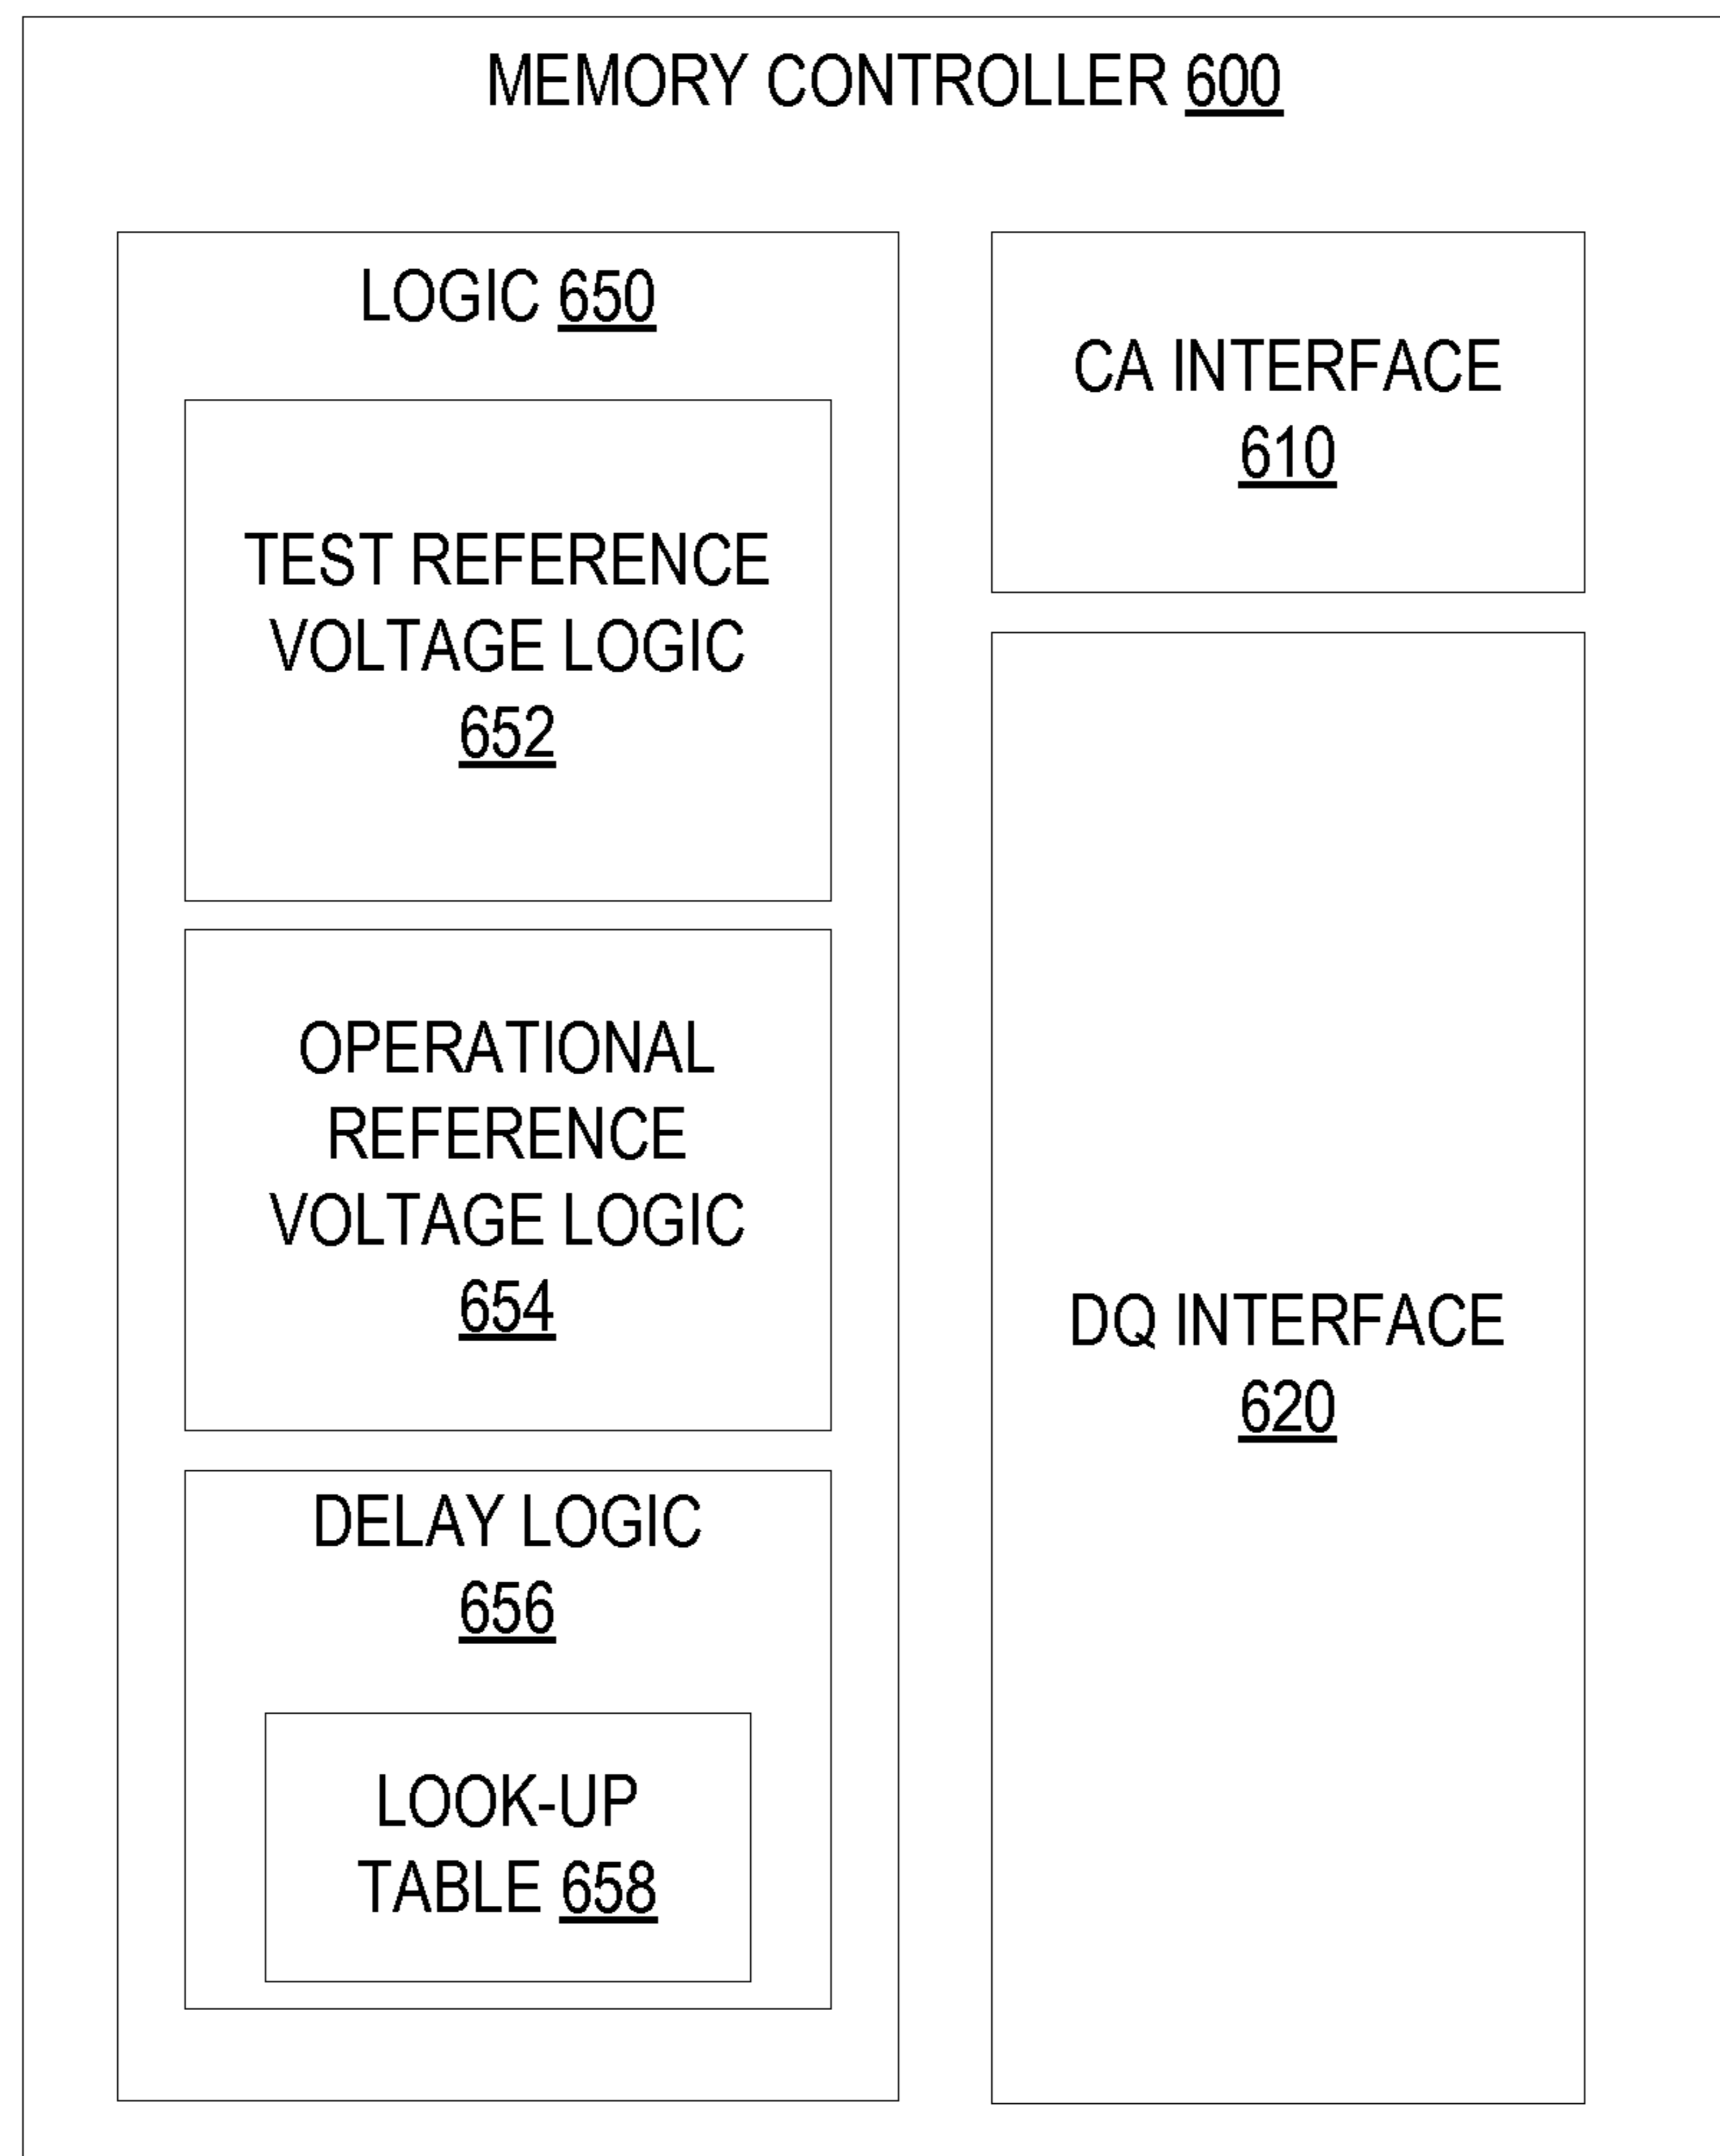 MEMORY CONTROLLER 600
LOGIC 650
TEST REFERENCE
VOLTAGE LOGIC
652
OPERATIONAL
REFERENCE
VOLTAGE LOGIC
654
DELAY LOGIC
656
LOOK-UP
TABLE 658
CA INTERFACE
610
DQ INTERFACE
620